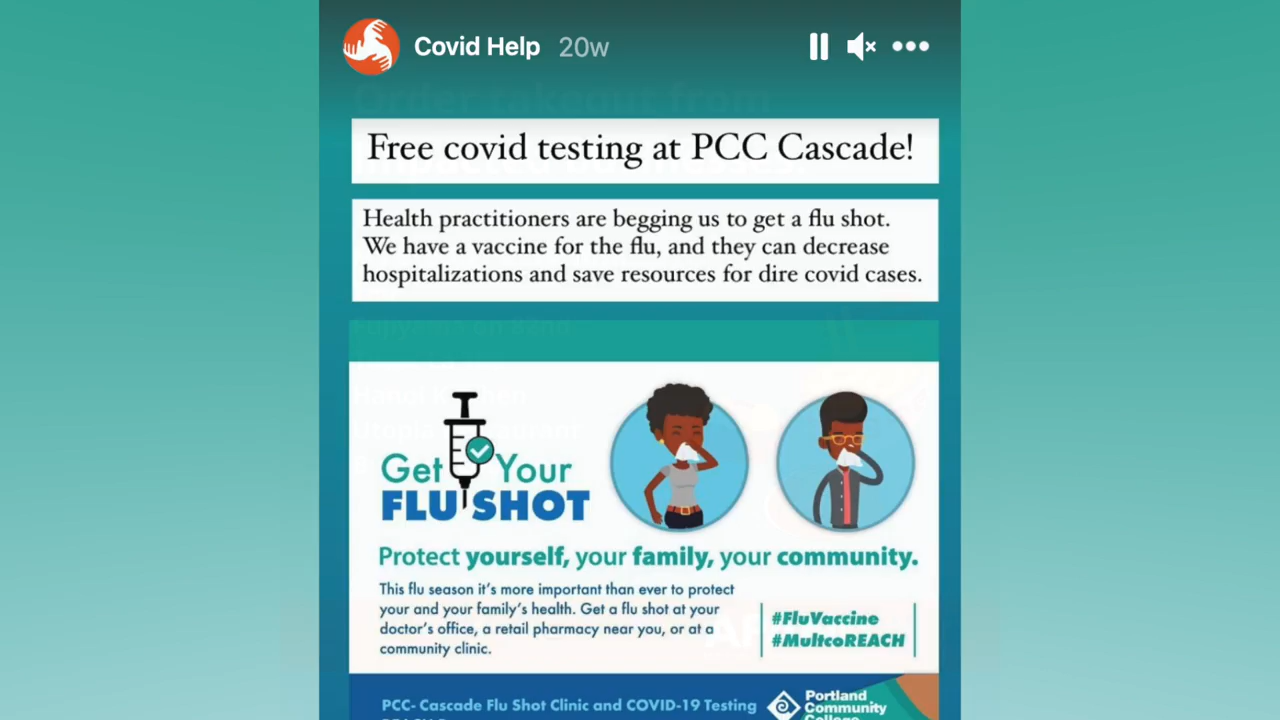 Covid Help 20w
Order takeout from
Free covid testing at PCC Cascade!
Health practitioners are begging us to get a flu shot.
We have a vaccine for the flu, and they can decrease
hospitalizations and save resources for dire covid cases.
Get Your
FLU SHOT
Protect yourself, your family, your community.
This flu season it's more important than ever to protect
your and your family's health. Get a flu shot at your
doctor's office, a retail pharmacy near you, or at a
community clinic.
#FluVaccine
#MultcoREACH
PCC- Cascade Flu Shot Clinic and COVID-19 Testing
Portland
Community
College